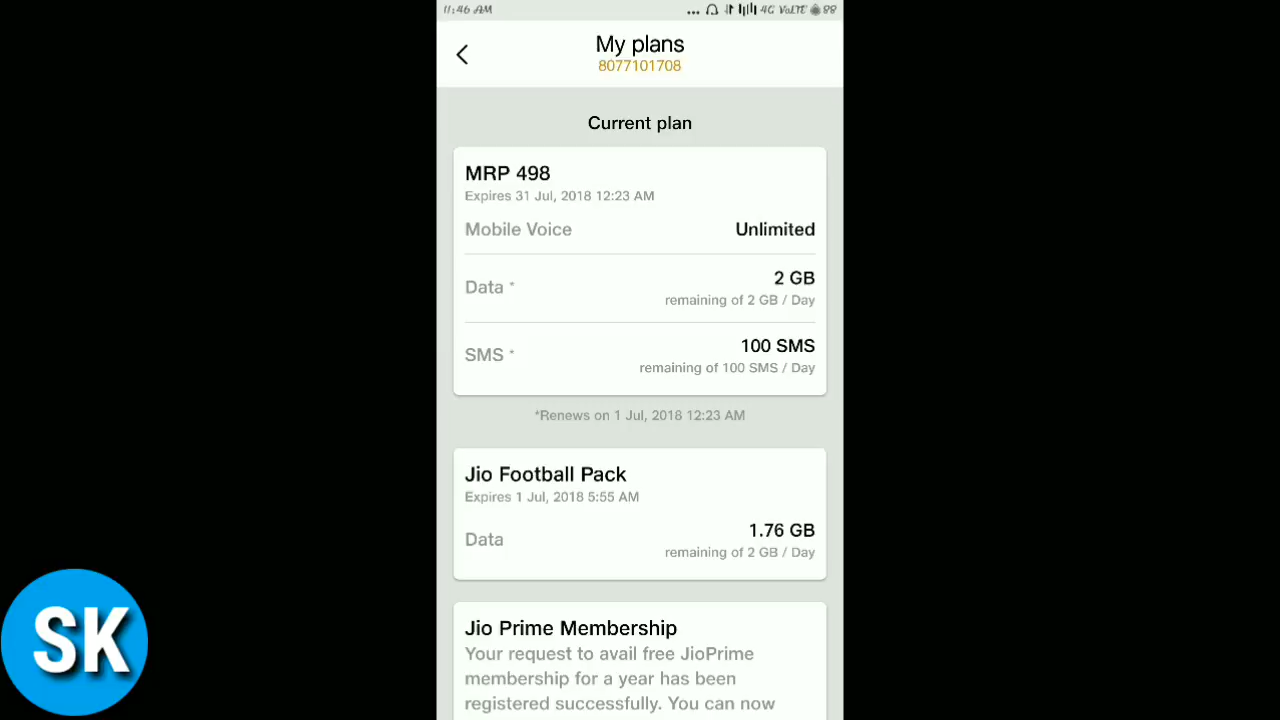 11:46 AM
... 4G VoLTE 88
My plans
8077101708
Current plan
MRP 498
Expires 31 Jul, 2018 12:23 AM
Mobile Voice Unlimited
Data * 2 GB
remaining of 2 GB / Day
SMS * 100 SMS
remaining of 100 SMS / Day
*Renews on 1 Jul, 2018 12:23 AM
Jio Football Pack
Expires 1 Jul, 2018 5:55 AM
Data 1.76 GB
remaining of 2 GB / Day
Jio Prime Membership
Your request to avail free JioPrime
membership for a year has been
registered successfully. You can now
SK